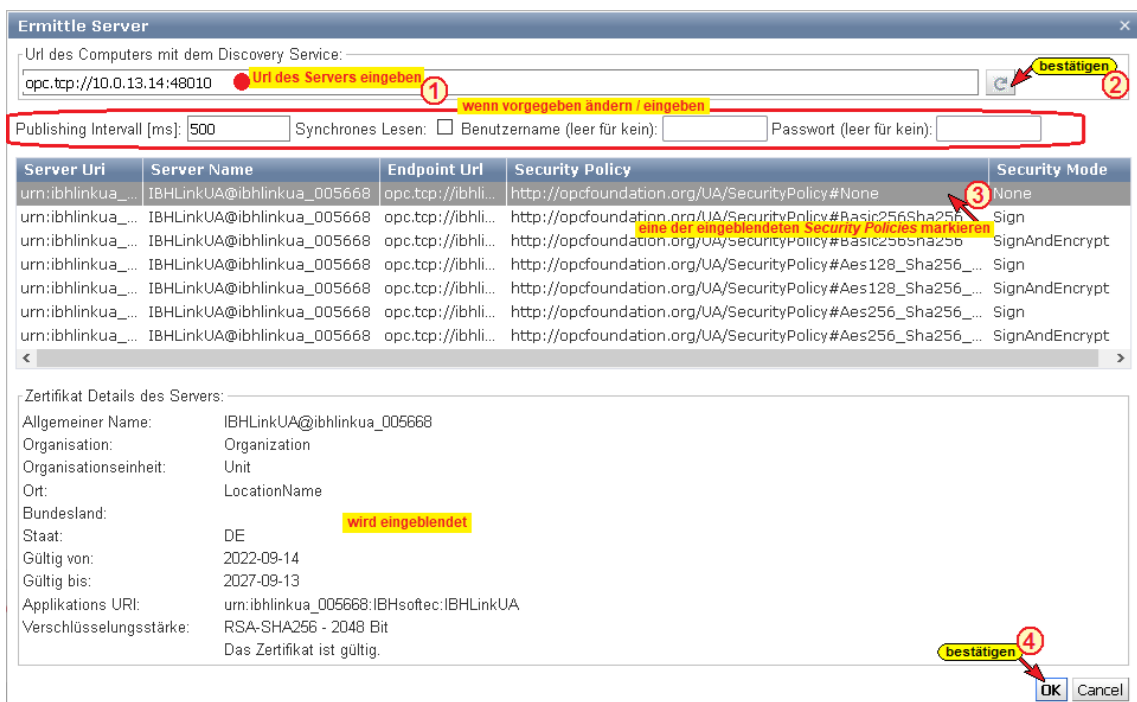 Ermittle Server ×
Url des Computers mit dem Discovery Service:
bestätigen
opc.tcp://10.0.13.14:48010 Url des Servers eingeben
1 2
wenn vorgegeben ändern / eingeben
Publishing Intervall [ms]: 500 Synchrones Lesen: Benutzername (leer für kein): Passwort (leer für kein):
Server Uri Server Name Endpoint Url Security Policy Security Mode
urn:ibhlinkua_... IBHLinkUA@ibhlinkua_005668 opc.tcp://ibhli... http://opcfoundation.org/UA/SecurityPolicy#None 3 None
urn:ibhlinkua_... IBHLinkUA@ibhlinkua_005668 opc.tcp://ibhli... http://opcfoundation.org/UA/SecurityPolicy#Basic256Sha256 Sign
eine der eingeblendeten Security Policies markieren
urn:ibhlinkua_... IBHLinkUA@ibhlinkua_005668 opc.tcp://ibhli... http://opcfoundation.org/UA/SecurityPolicy#Basic256Sha256 SignAndEncrypt
urn:ibhlinkua_... IBHLinkUA@ibhlinkua_005668 opc.tcp://ibhli... http://opcfoundation.org/UA/SecurityPolicy#Aes128_Sha256_... Sign
urn:ibhlinkua_... IBHLinkUA@ibhlinkua_005668 opc.tcp://ibhli... http://opcfoundation.org/UA/SecurityPolicy#Aes128_Sha256_... SignAndEncrypt
urn:ibhlinkua_... IBHLinkUA@ibhlinkua_005668 opc.tcp://ibhli... http://opcfoundation.org/UA/SecurityPolicy#Aes256_Sha256_... Sign
urn:ibhlinkua_... IBHLinkUA@ibhlinkua_005668 opc.tcp://ibhli... http://opcfoundation.org/UA/SecurityPolicy#Aes256_Sha256_... SignAndEncrypt
Zertifikat Details des Servers:
Allgemeiner Name: IBHLinkUA@ibhlinkua_005668
Organisation: Organization
Organisationseinheit: Unit
Ort: LocationName
Bundesland:
wird eingeblendet
Staat: DE
Gültig von: 2022-09-14
Gültig bis: 2027-09-13
Applikations URI: urn:ibhlinkua_005668:IBHsoftec:IBHLinkUA
Verschlüsselungsstärke: RSA-SHA256 - 2048 Bit
Das Zertifikat ist gültig.
bestätigen 4
OK Cancel